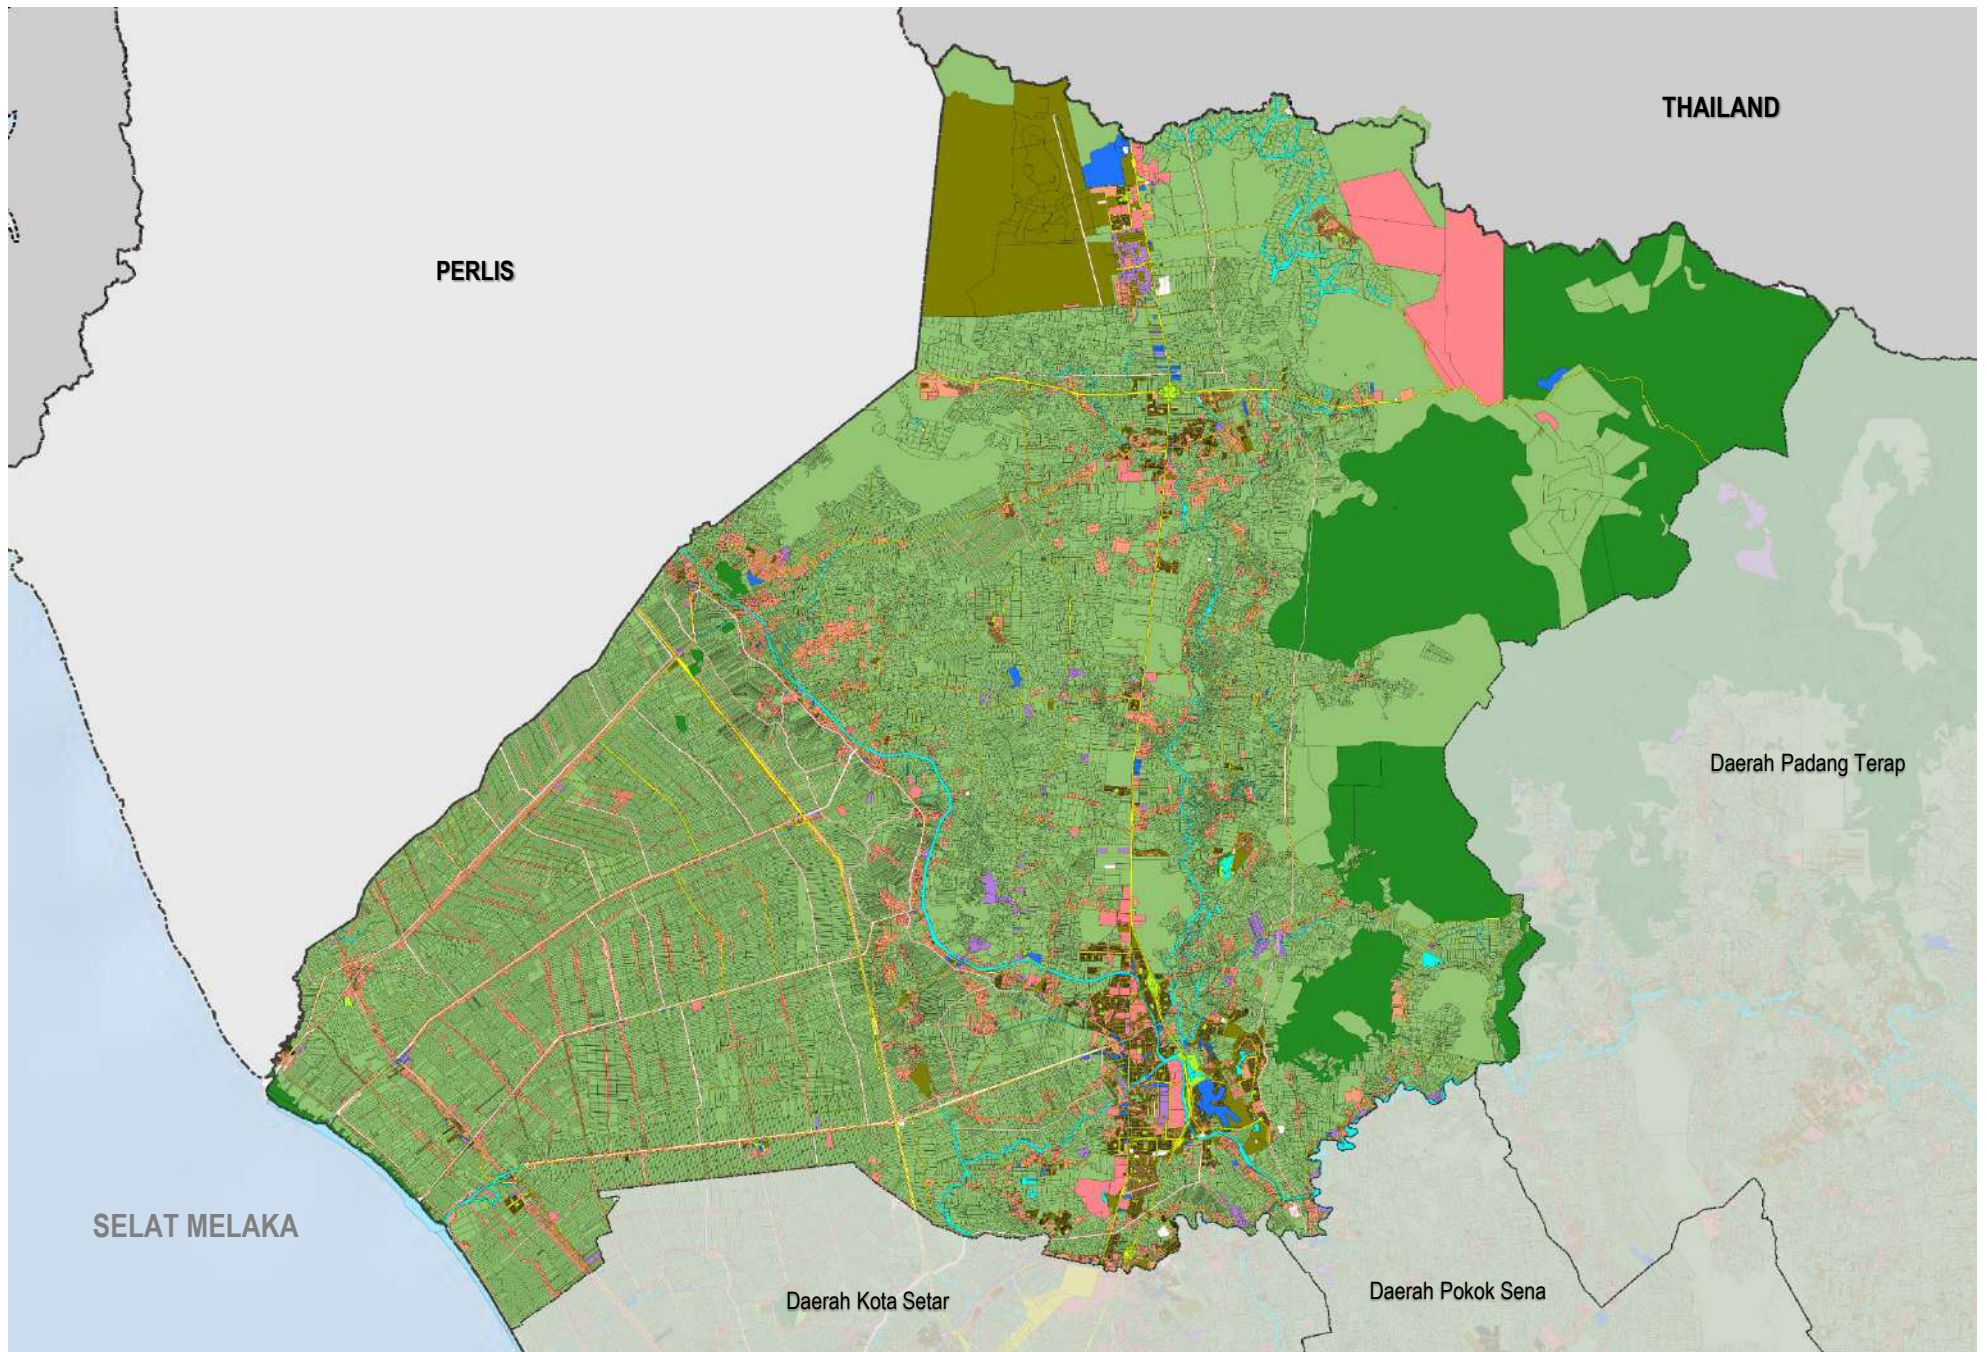 THAILAND
PERLIS
Daerah Padang Terap
SELAT MELAKA
Daerah Kota Setar
Daerah Pokok Sena